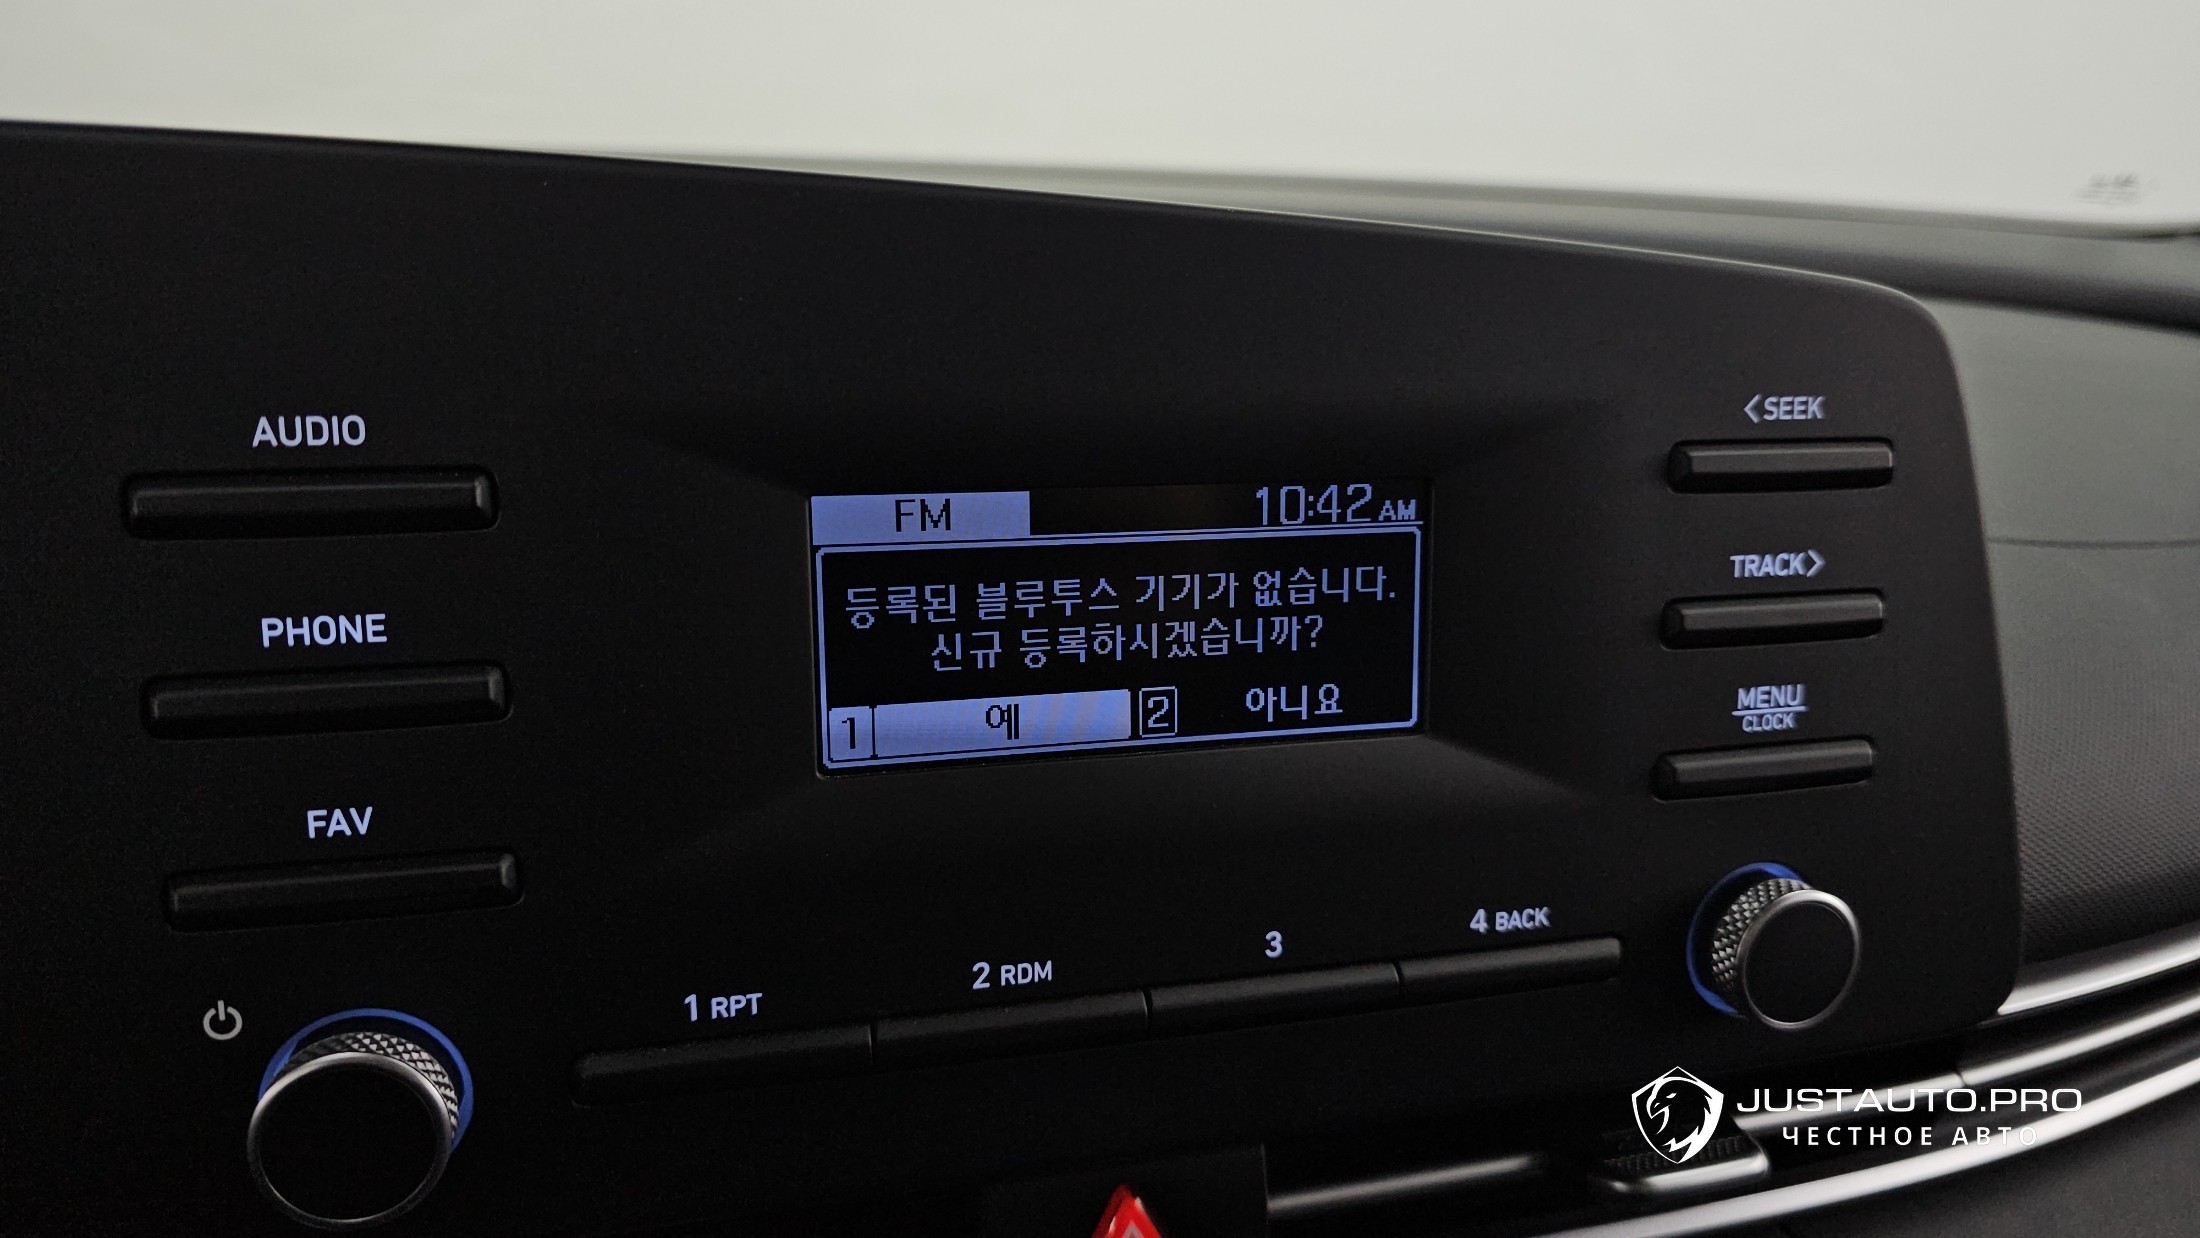 AUDIO
PHONE
FAV
FM
10:42 AM
등록된 블루투스 기기가 없습니다.
신규 등록하시겠습니까?
1 예 2 아니요
<SEEK
TRACK>
MENU
CLOCK
1 RPT
2 RDM
3
4 BACK
JUSTAUTO.PRO
ЧЕСТНОЕ АВТО